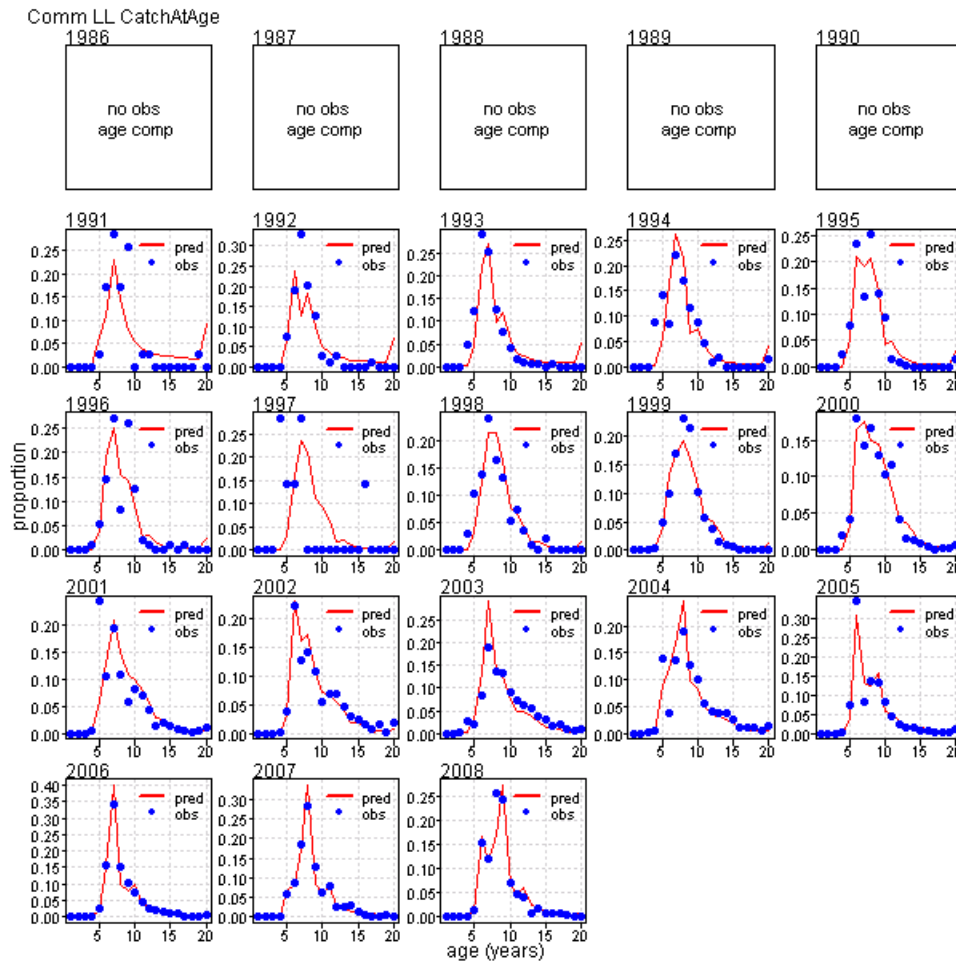 Comm LL CatchAtAge
1986 1987 1988 1989 1990
no obs no obs no obs no obs no obs
age comp age comp age comp age comp age comp
1991 1992 1993 1994 1995
pred pred pred pred pred
obs obs obs obs obs
0.25 0.20 0.15 0.10 0.05 0.00
0.30 0.25 0.20 0.15 0.10 0.05 0.00
0.25 0.20 0.15 0.10 0.05 0.00
0.25 0.20 0.15 0.10 0.05 0.00
0.25 0.20 0.15 0.10 0.05 0.00
5 10 15 20 5 10 15 20 5 10 15 20 5 10 15 20 5 10 15 20
1996 1997 1998 1999 2000
pred pred pred pred pred
obs obs obs obs obs
0.25 0.20 0.15 0.10 0.05 0.00
0.25 0.20 0.15 0.10 0.05 0.00
0.20 0.15 0.10 0.05 0.00
0.20 0.15 0.10 0.05 0.00
0.15 0.10 0.05 0.00
5 10 15 20 5 10 15 20 5 10 15 20 5 10 15 20 5 10 15 20
proportion
2001 2002 2003 2004 2005
pred pred pred pred pred
obs obs obs obs obs
0.20 0.15 0.10 0.05 0.00
0.20 0.15 0.10 0.05 0.00
0.25 0.20 0.15 0.10 0.05 0.00
0.20 0.15 0.10 0.05 0.00
0.30 0.25 0.20 0.15 0.10 0.05 0.00
5 10 15 20 5 10 15 20 5 10 15 20 5 10 15 20 5 10 15 20
2006 2007 2008
pred pred pred
obs obs obs
0.40 0.35 0.30 0.25 0.20 0.15 0.10 0.05 0.00
0.30 0.25 0.20 0.15 0.10 0.05 0.00
0.25 0.20 0.15 0.10 0.05 0.00
5 10 15 20 5 10 15 20 5 10 15 20
age (years)